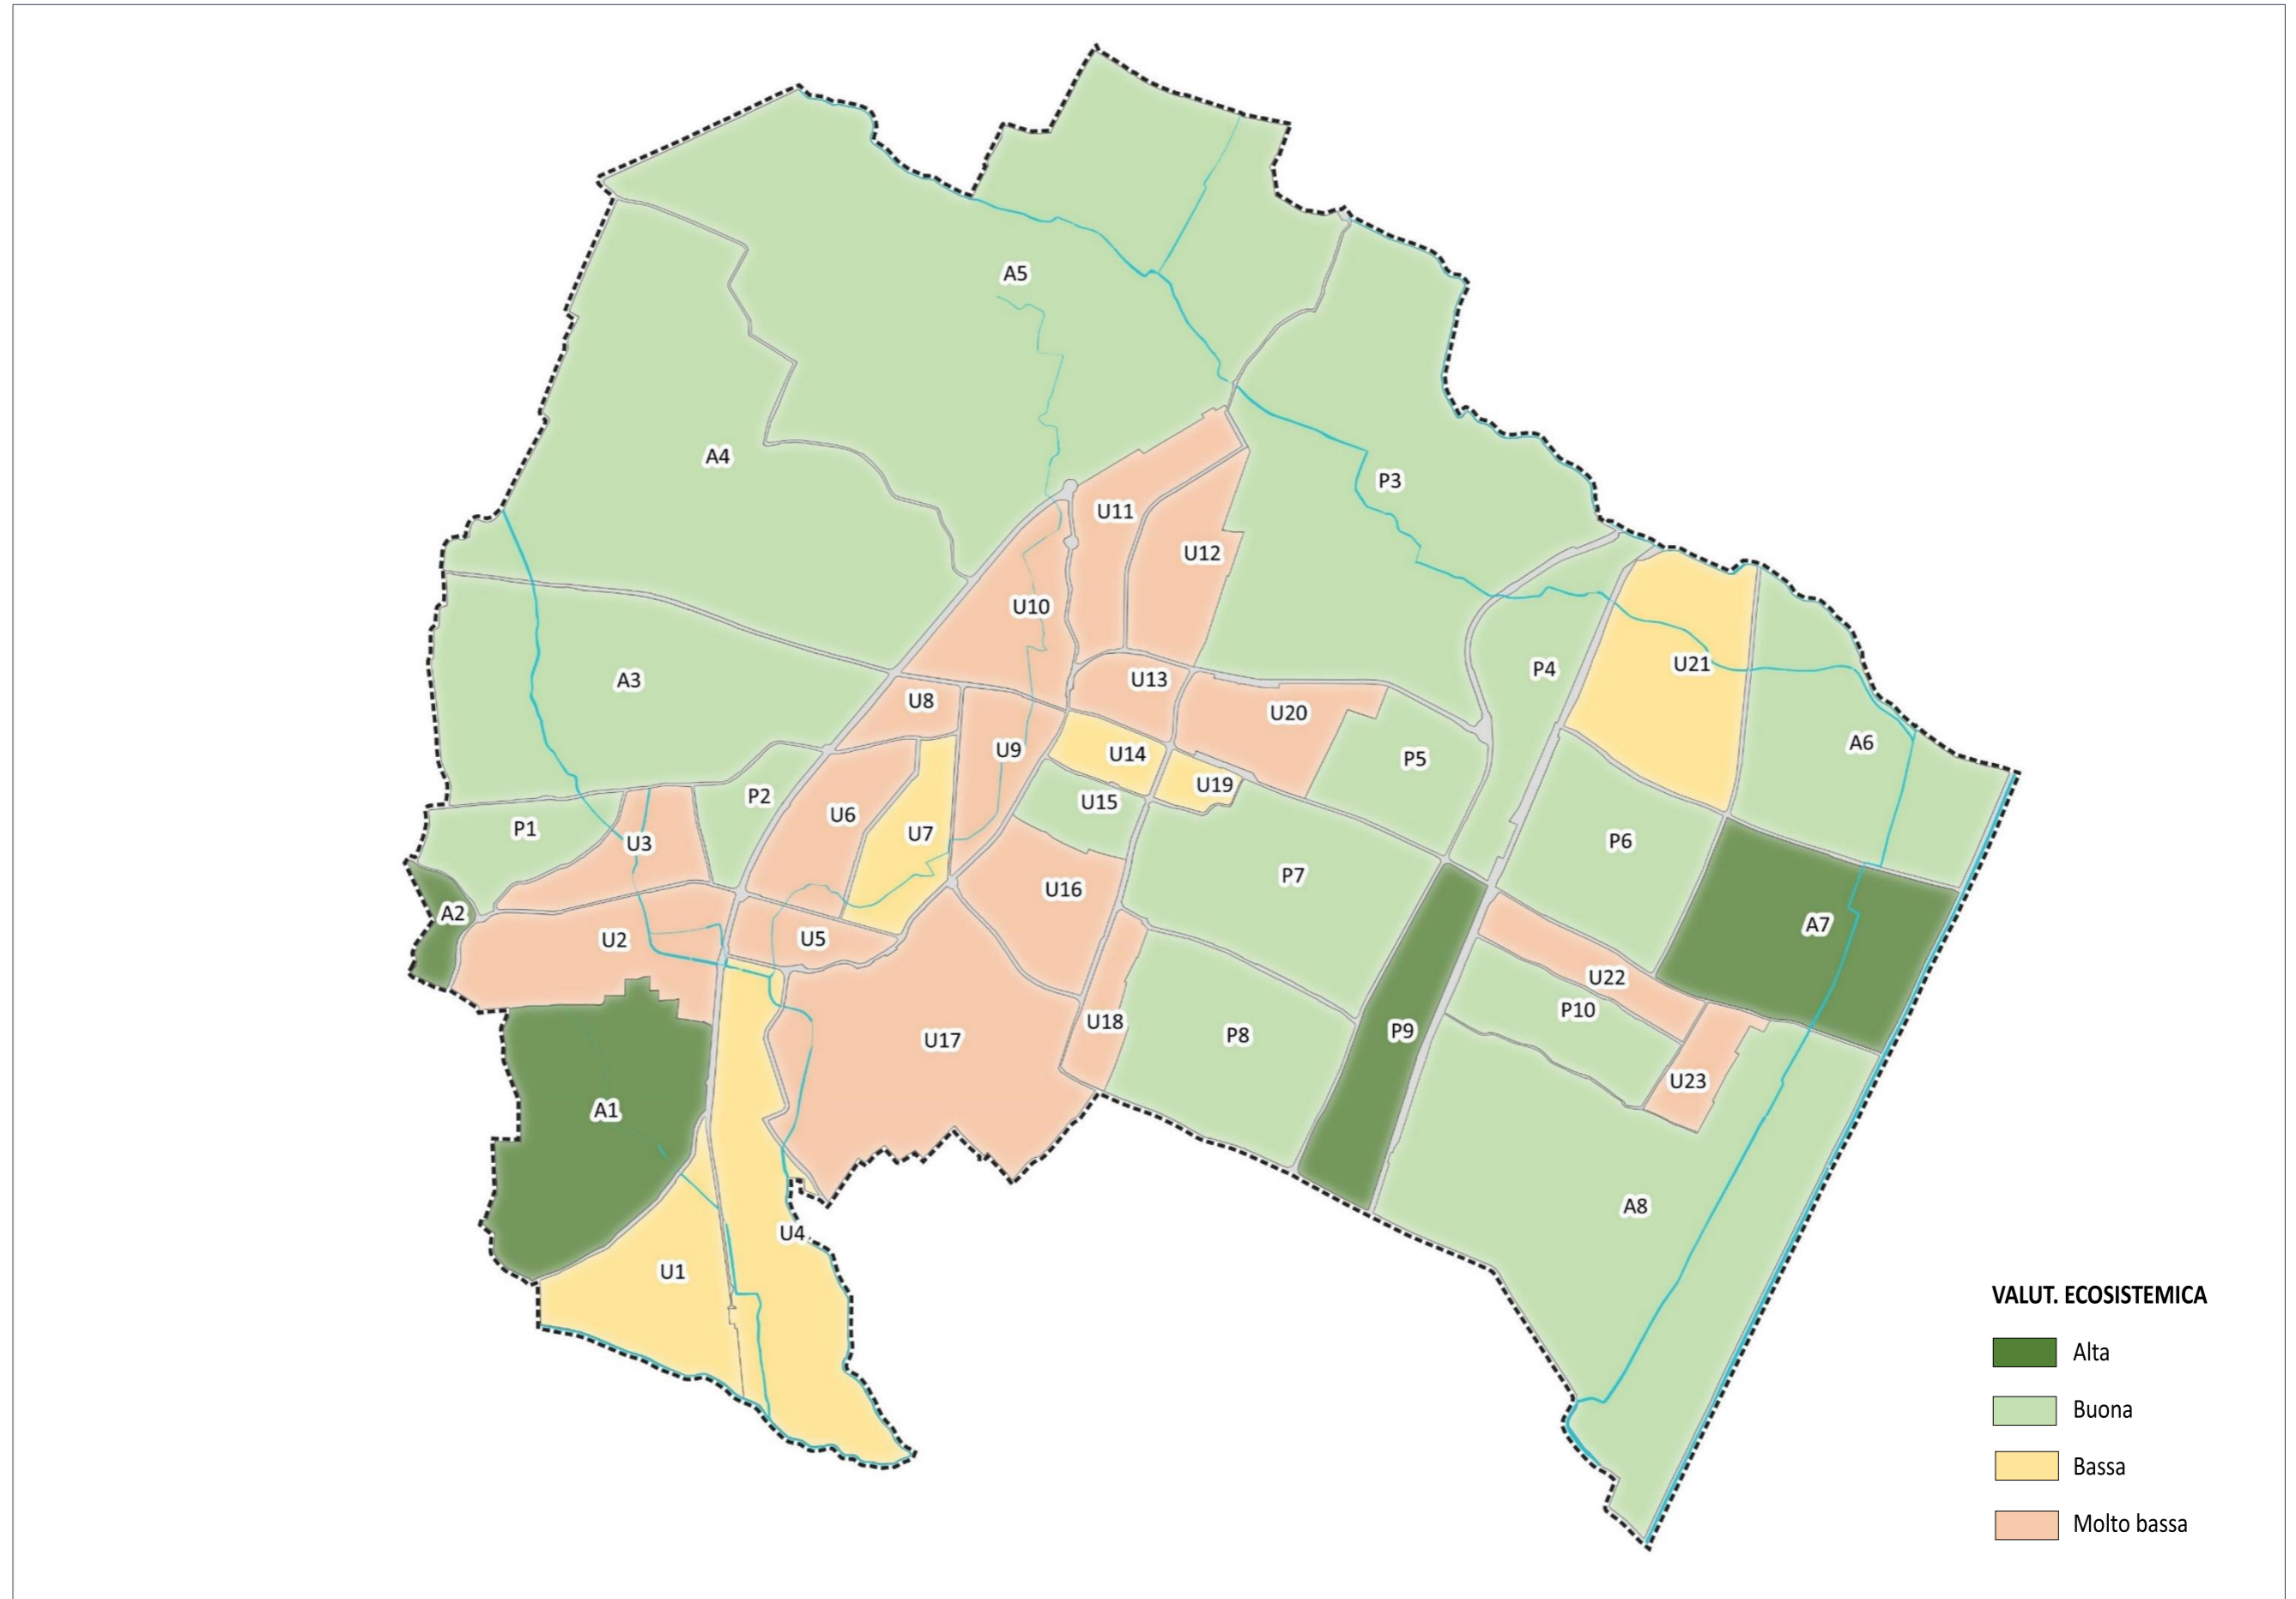 A5
A4
P3
U11
U12
U10
A3
P4
U21
U13
U8
U20
A6
U9
U14
P5
U19
P2
U15
U6
P1
U7
P6
U3
P7
U16
A2
A7
U5
U2
U22
P10
U18
P9
P8
U17
U23
A1
A8
U4
U1
VALUT. ECOSISTEMICA
Alta
Buona
Bassa
Molto bassa